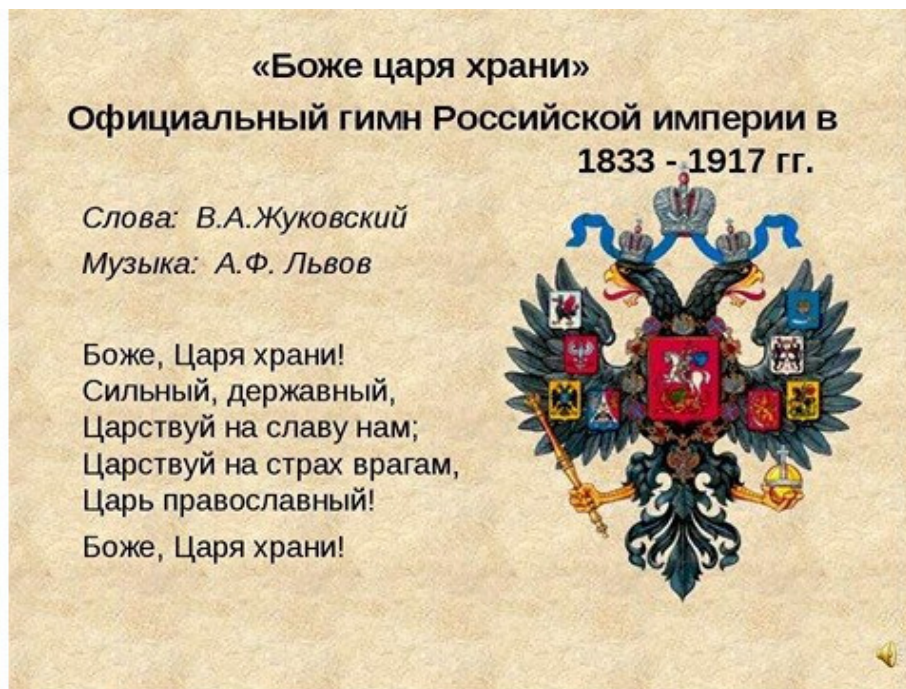 «Боже царя храни»
Официальный гимн Российской империи в
1833 - 1917 гг.
Слова:  В.А.Жуковский
Музыка:  А.Ф. Львов
Боже, Царя храни!
Сильный, державный,
Царствуй на славу нам;
Царствуй на страх врагам,
Царь православный!
Боже, Царя храни!